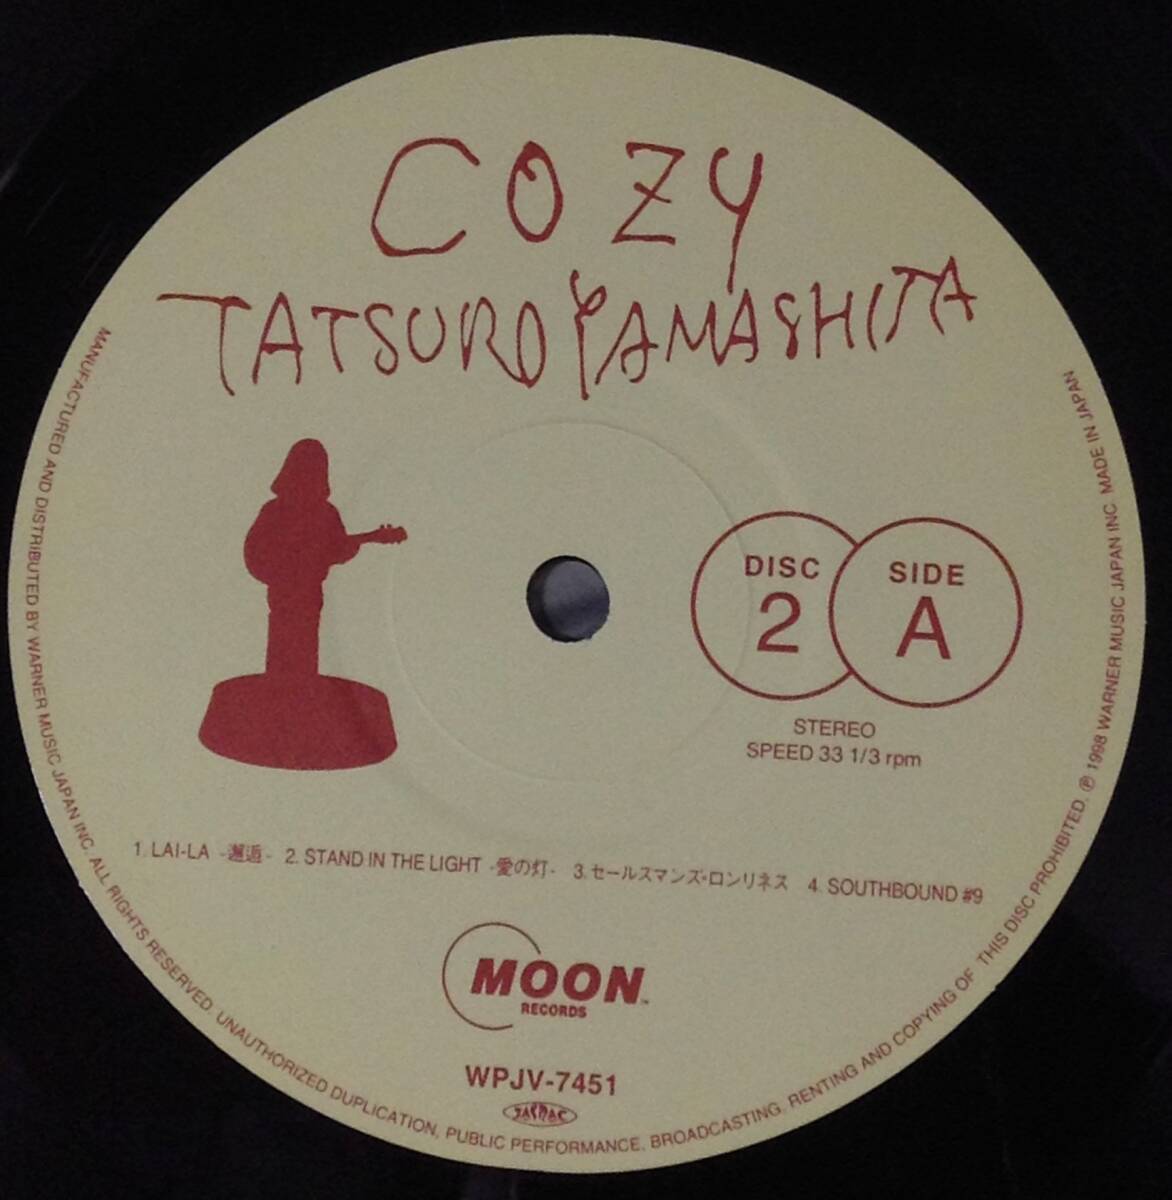 COZY
TATSURO YAMASHITA
DISC
2
SIDE
A
STEREO
SPEED 33 1/3 rpm
1. LAI-LA -邂逅- 2. STAND IN THE LIGHT -愛の灯- 3. セールスマンズ・ロンリネス 4. SOUTHBOUND #9
MOON
RECORDS
™
WPJV-7451
JASRAC
MANUFACTURED AND DISTRIBUTED BY WARNER MUSIC JAPAN INC. ALL RIGHTS RESERVED. UNAUTHORIZED DUPLICATION, PUBLIC PERFORMANCE, BROADCASTING, RENTING AND COPYING OF THIS DISC PROHIBITED. ℗ 1998 WARNER MUSIC JAPAN INC MADE IN JAPAN